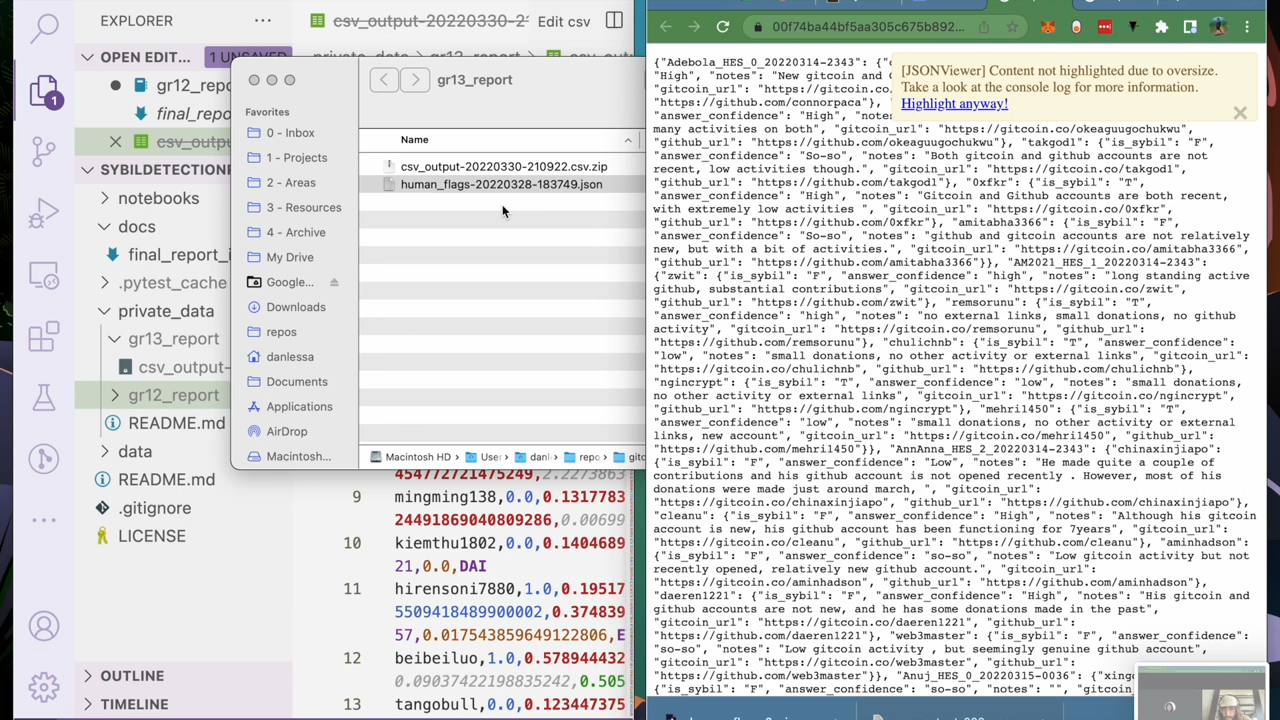 EXPLORER
csv_output-20220330-2
Edit csv
OPEN EDIT...
1 UNSAVED
gr12_repo
final_repo
csv_outpu
SYBILDETECTION
notebooks
docs
final_report_i
.pytest_cache
private_data
gr13_report
csv_output-
gr12_report
README.md
data
README.md
.gitignore
LICENSE
OUTLINE
TIMELINE
1
gr13_report
Favorites
0 - Inbox
1 - Projects
2 - Areas
3 - Resources
4 - Archive
My Drive
Google...
Downloads
repos
danlessa
Documents
Applications
AirDrop
Macintosh...
Name
csv_output-20220330-210922.csv.zip
human_flags-20220328-183749.json
Macintosh HD
User
danl
repo
gitc
454772721475249,2.2273863
9 mingming138,0.0,0.1317783
24491869040809286,0.00699
10 kiemthu1802,0.0,0.1404689
21,0.0,DAI
11 hirensoni7880,1.0,0.19517
5509418489900002,0.374839
57,0.017543859649122806,E
12 beibeiluo,1.0,0.578944432
0.09037422198835242,0.505
13 tangobull,0.0,0.123447375
00f74ba44bf5aa305c675b892...
[JSONViewer] Content not highlighted due to oversize.
Take a look at the console log for more information.
Highlight anyway!
{"Adebola_HES_0_20220314-2343": {"
"High", "notes": "New gitcoin and G
"gitcoin_url": "https://gitcoin.co/
"https://github.com/connorpaca"},
"answer_confidence": "High", "notes
many activities on both", "gitcoin_url": "https://gitcoin.co/okeaguugochukwu",
"github_url": "https://github.com/okeaguugochukwu"}, "takgod1": {"is_sybil": "F",
"answer_confidence": "So-so", "notes": "Both gitcoin and github accounts are not
recent, low activities though.", "gitcoin_url": "https://gitcoin.co/takgod1",
"github_url": "https://github.com/takgod1"}, "0xfkr": {"is_sybil": "T",
"answer_confidence": "High", "notes": "Gitcoin and Github accounts are both recent,
with extremely low activities ", "gitcoin_url": "https://gitcoin.co/0xfkr",
"github_url": "https://github.com/0xfkr"}, "amitabha3366": {"is_sybil": "F",
"answer_confidence": "So-so", "notes": "github and gitcoin accounts are not relatively
new, but with a bit of activities.", "gitcoin_url": "https://gitcoin.co/amitabha3366",
"github_url": "https://github.com/amitabha3366"}}, "AM2021_HES_1_20220314-2343":
{"zwit": {"is_sybil": "F", "answer_confidence": "high", "notes": "long standing active
github, substantial contributions", "gitcoin_url": "https://gitcoin.co/zwit",
"github_url": "https://github.com/zwit"}, "remsorunu": {"is_sybil": "T",
"answer_confidence": "high", "notes": "no external links, small donations, no github
activity", "gitcoin_url": "https://gitcoin.co/remsorunu", "github_url":
"https://github.com/remsorunu"}, "chulichnb": {"is_sybil": "T", "answer_confidence":
"low", "notes": "small donations, no other activity or external links", "gitcoin_url":
"https://gitcoin.co/chulichnb", "github_url": "https://github.com/chulichnb"},
"ngincrypt": {"is_sybil": "T", "answer_confidence": "low", "notes": "small donations,
no other activity or external links", "gitcoin_url": "https://gitcoin.co/ngincrypt",
"github_url": "https://github.com/ngincrypt"}, "mehri1450": {"is_sybil": "T",
"answer_confidence": "low", "notes": "small donations, no other activity or external
links, new account", "gitcoin_url": "https://gitcoin.co/mehri1450", "github_url":
"https://github.com/mehri1450"}}, "AnnAnna_HES_2_20220314-2343": {"chinaxinjiapo":
{"is_sybil": "F", "answer_confidence": "Low", "notes": "He made quite a couple of
contributions and his github account is not opened recently . However, most of his
donations were made just around march, ", "gitcoin_url":
"https://gitcoin.co/chinaxinjiapo", "github_url": "https://github.com/chinaxinjiapo"},
"cleanu": {"is_sybil": "F", "answer_confidence": "High", "notes": "Although his gitcoin
account is new, his github account has been functioning for 7years", "gitcoin_url":
"https://gitcoin.co/cleanu", "github_url": "https://github.com/cleanu"}, "aminhadson":
{"is_sybil": "F", "answer_confidence": "so-so", "notes": "Low gitcoin activity but not
recently opened, relatively new github account.", "gitcoin_url":
"https://gitcoin.co/aminhadson", "github_url": "https://github.com/aminhadson"},
"daeren1221": {"is_sybil": "F", "answer_confidence": "High", "notes": "His gitcoin and
github accounts are not new, and he has some donations made in the past",
"gitcoin_url": "https://gitcoin.co/daeren1221", "github_url":
"https://github.com/daeren1221"}, "web3master": {"is_sybil": "F", "answer_confidence":
"so-so", "notes": "Low gitcoin activity , but seemingly genuine github account",
"gitcoin_url": "https://gitcoin.co/web3master", "github_url":
"https://github.com/web3master"}}, "Anuj_HES_0_20220315-0036": {"xingc
{"is_sybil": "F", "answer_confidence": "so-so", "notes": "", "gitcoin